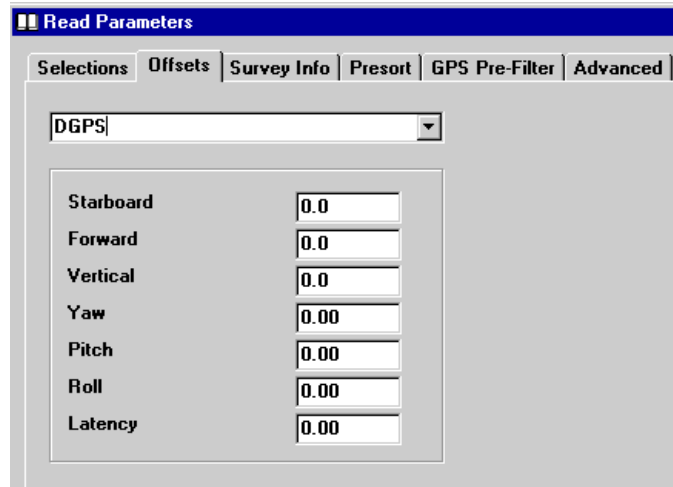 Read Parameters
Selections Offsets Survey Info Presort GPS Pre-Filter Advanced
DGPS
Starboard 0.0
Forward 0.0
Vertical 0.0
Yaw 0.00
Pitch 0.00
Roll 0.00
Latency 0.00